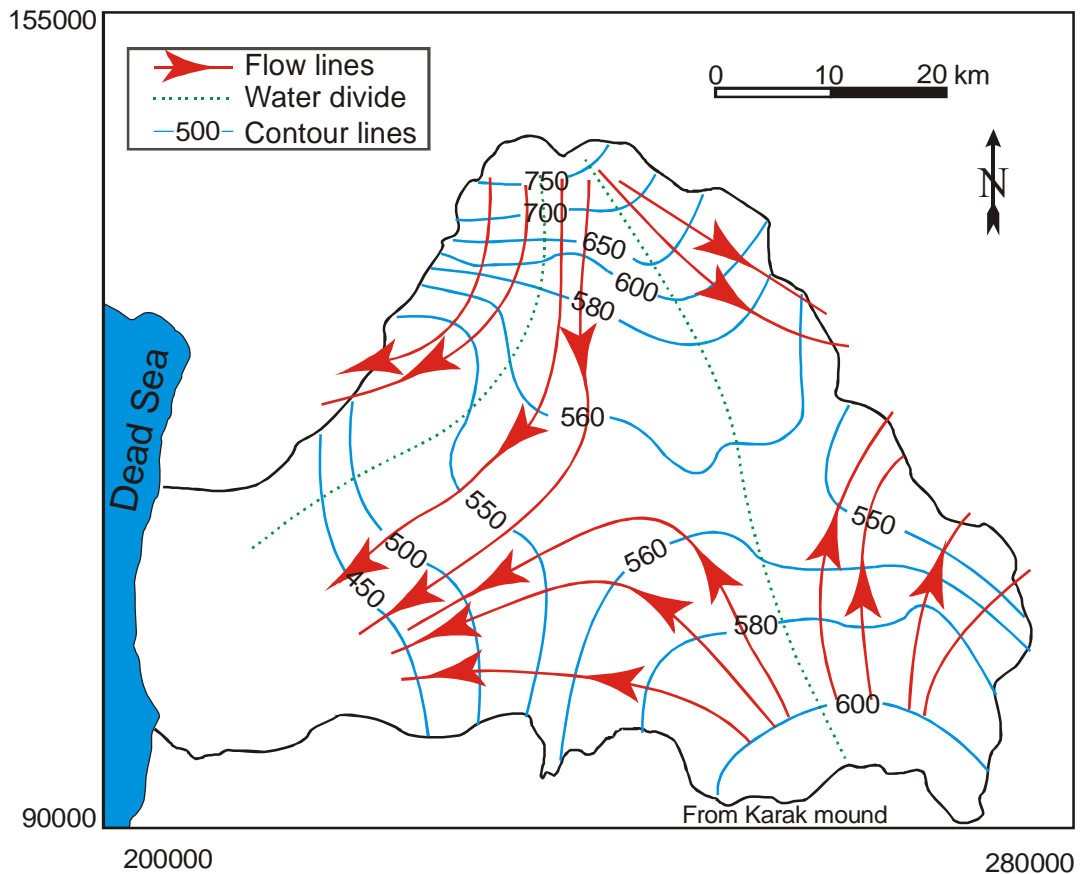 155000
Flow lines
Water divide
500 Contour lines
0 10 20 km
N
750
700
650
600
580
Dead Sea
560
550
550
500
560
450
580
600
From Karak mound
90000
200000 280000